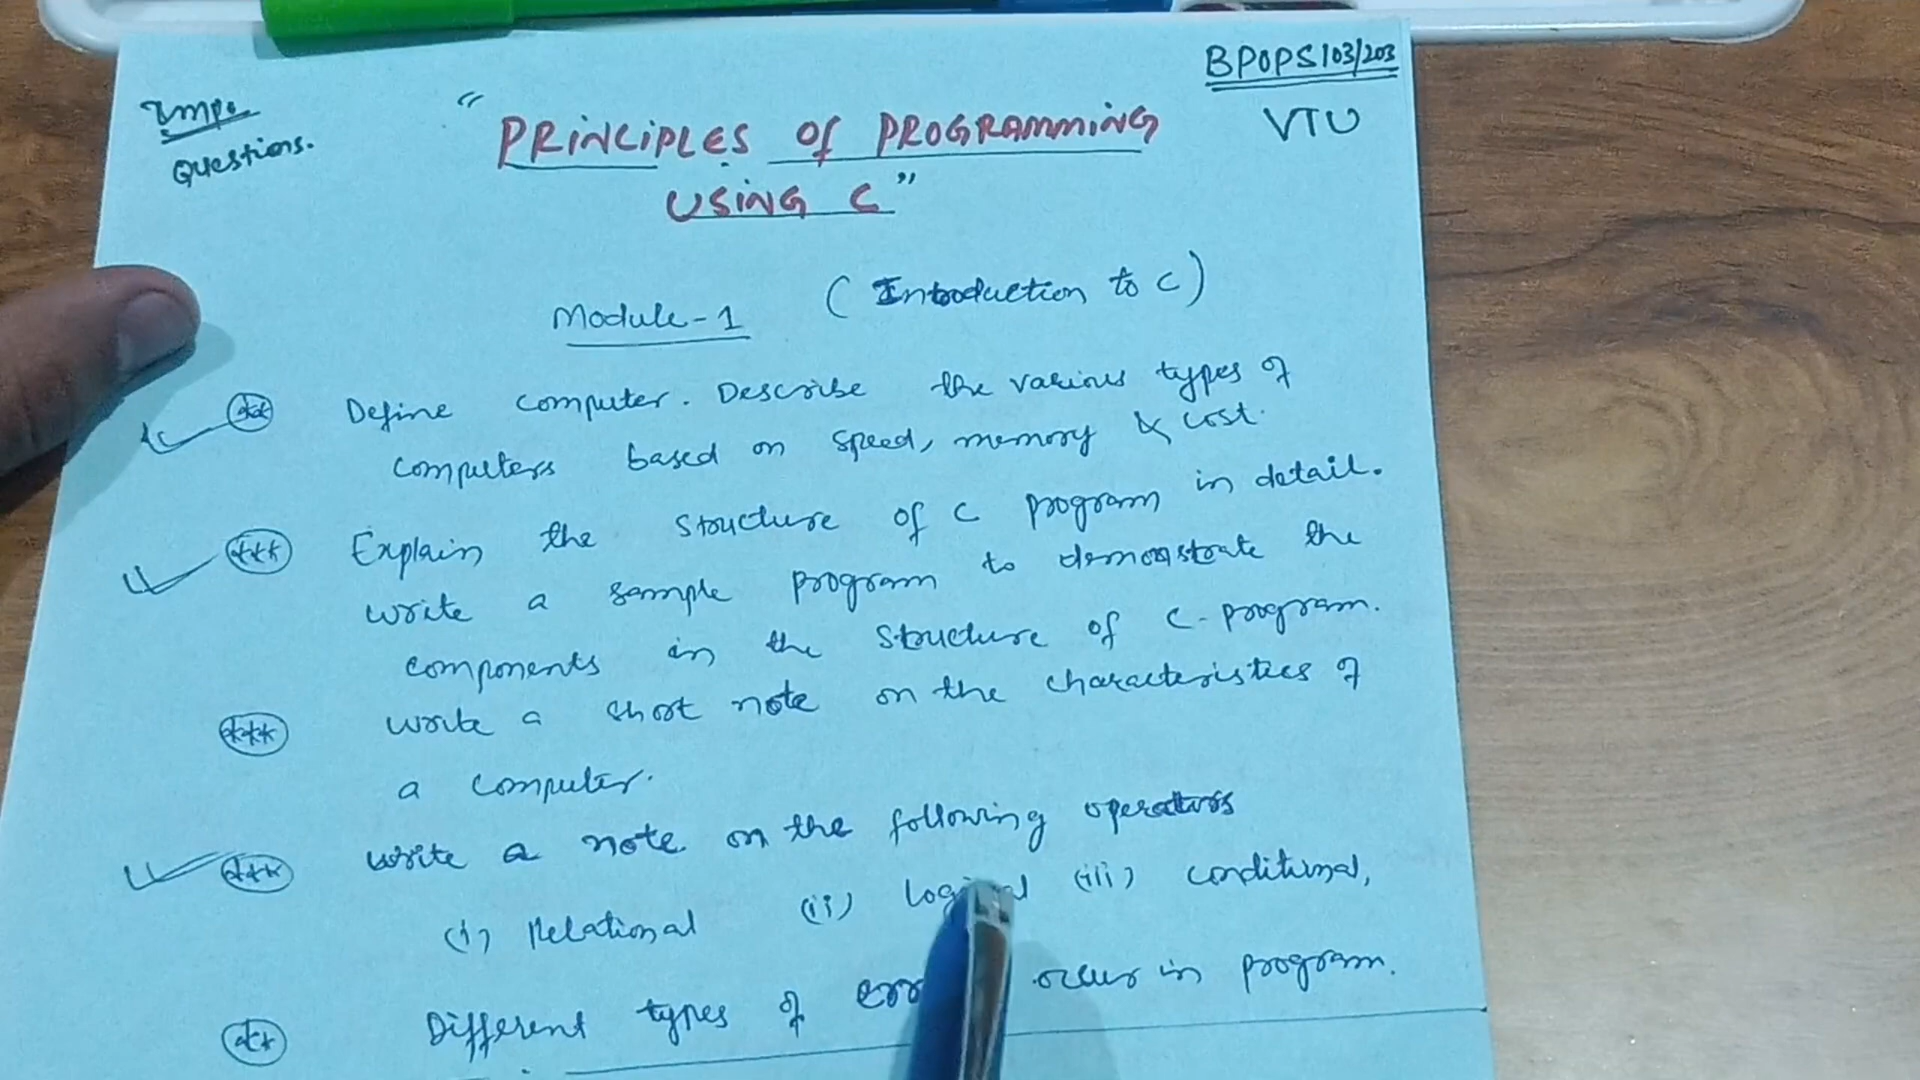 BPOPS103/203
VTU
Imp.
Questions.
"PRINCIPLES OF PROGRAMMING
USING C"
Module-1 (Introduction to C)
** Define computer. Describe the various types of
computers based on speed, memory & cost.
*** Explain the structure of C program in detail.
write a sample program to demonstrate the
components in the structure of C-program.
*** write a short note on the characteristics of
a computer.
*** write a note on the following operators
(i) Relational (ii) Logical (iii) conditional,
** Different types of occur in program.